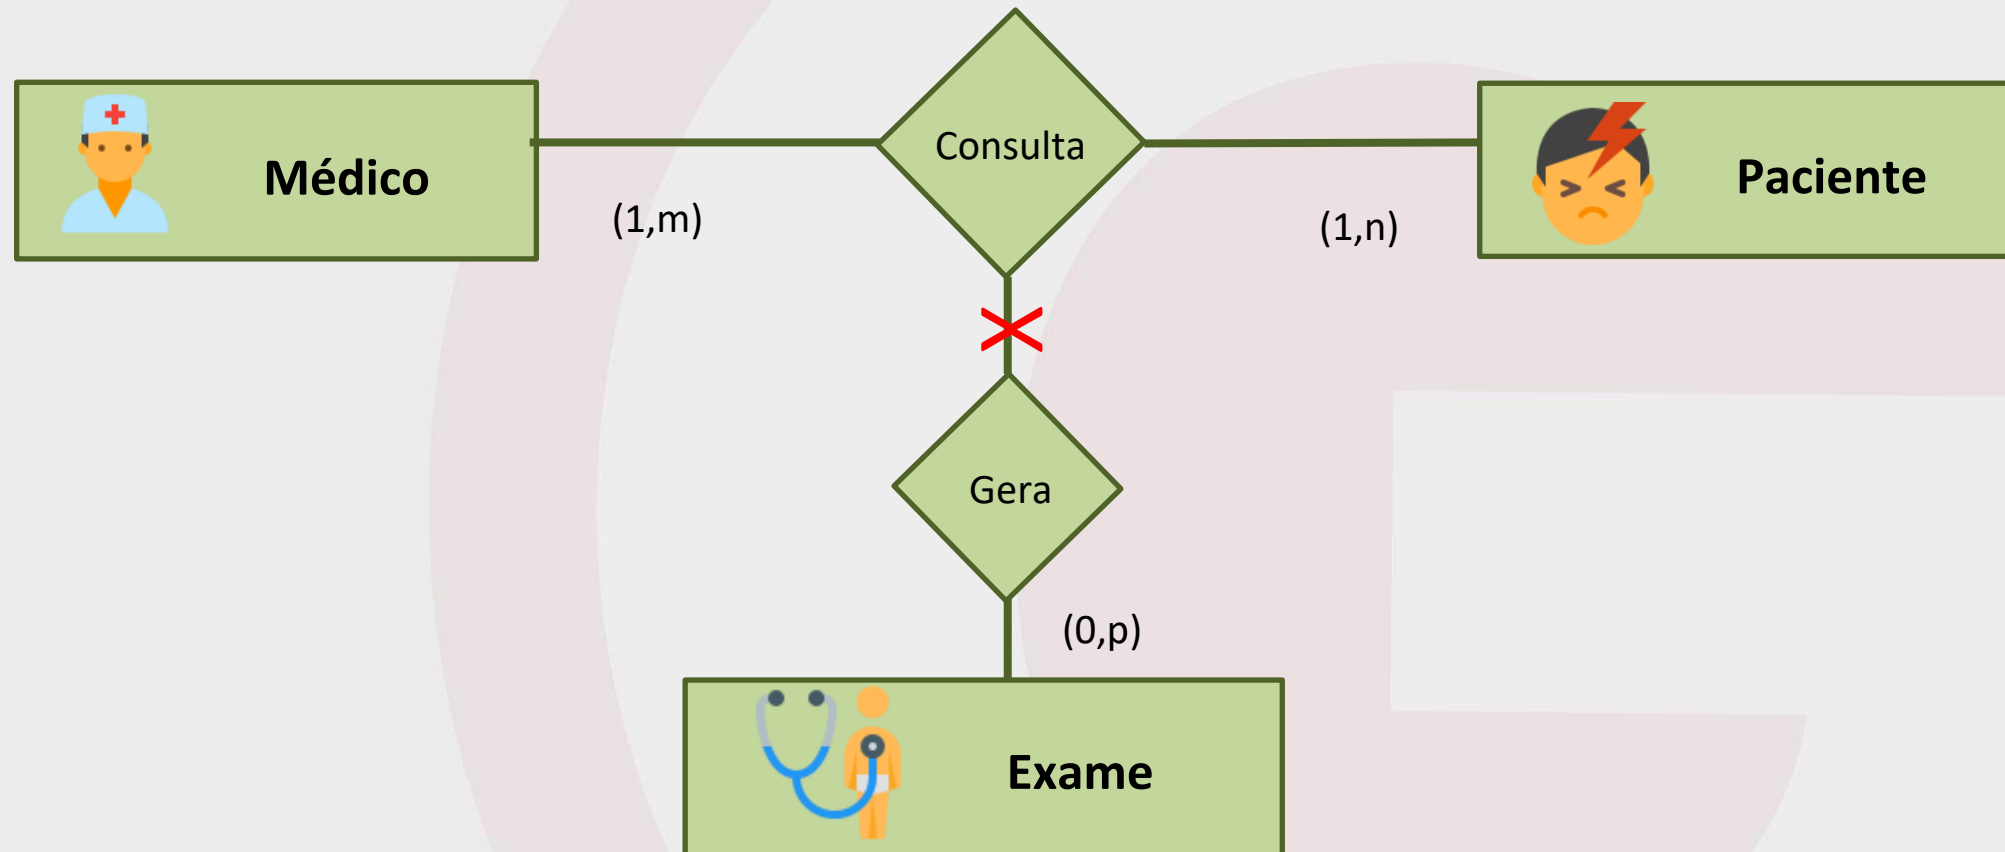 Consulta
Médico
Paciente
(1,m)
(1,n)
Gera
(0,p)
Exame